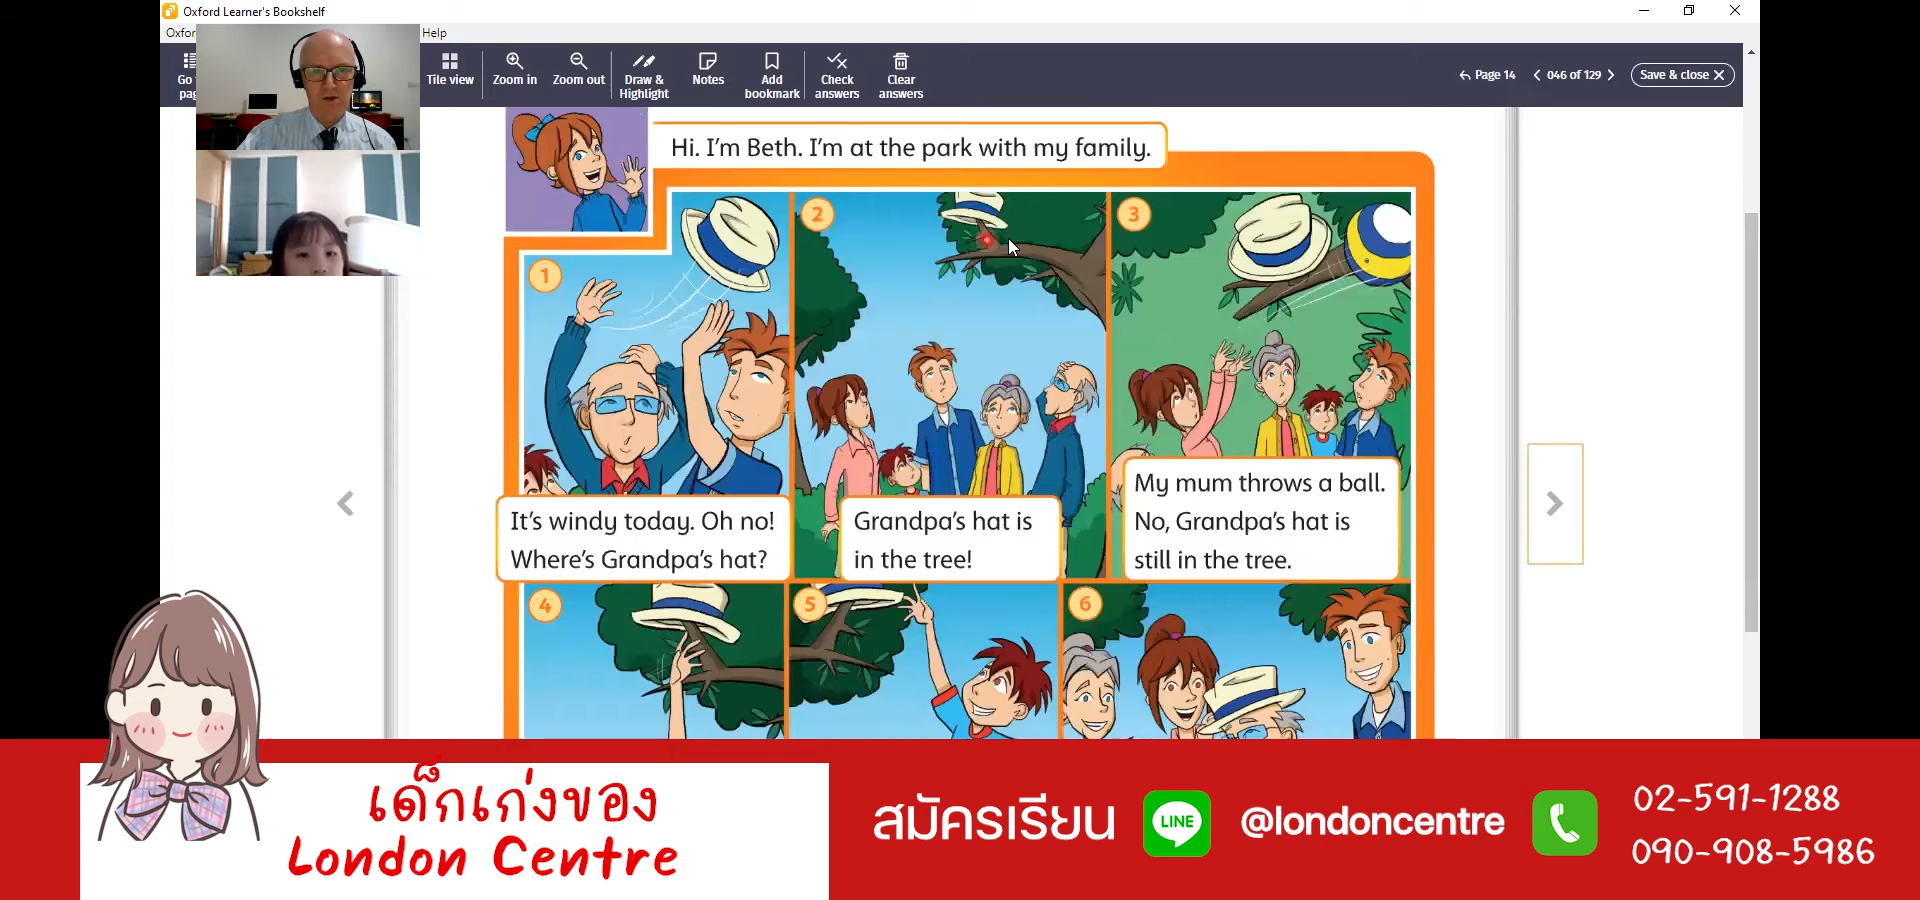 Oxford Learner's Bookshelf
Oxfor
Help
Go
pag
Tile view
Zoom in
Zoom out
Draw &
Highlight
Notes
Add
bookmark
Check
answers
Clear
answers
Page 14
046 of 129
Save & close
Hi. I'm Beth. I'm at the park with my family.
1
2
3
It's windy today. Oh no!
Where's Grandpa's hat?
Grandpa's hat is
in the tree!
My mum throws a ball.
No, Grandpa's hat is
still in the tree.
4
5
6
เด็กเก่งของ
London Centre
สมัครเรียน
LINE
@londoncentre
02-591-1288
090-908-5986